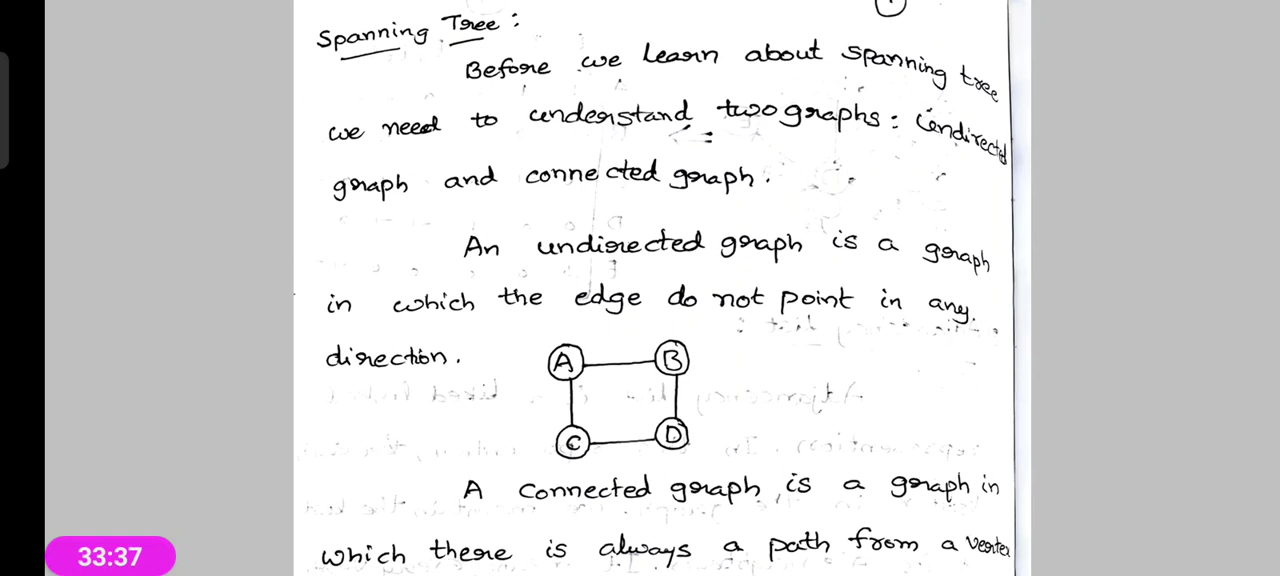 Spanning Tree :
Before we learn about spanning tree
we need to understand two graphs : Undirected
graph and connected graph.
An undirected graph is a graph
in which the edge do not point in any
direction.
A B
C D
A connected graph is a graph in
which there is always a path from a vertex
33:37